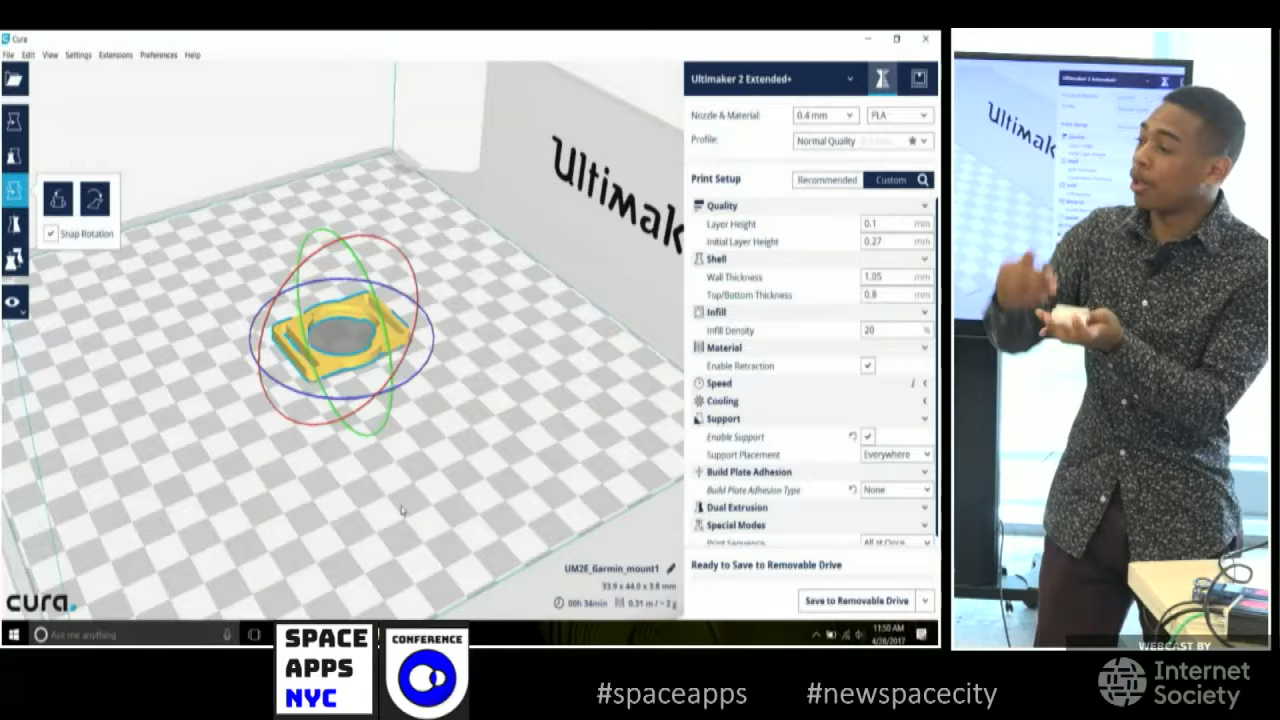 Cura
File Edit View Settings Extensions Preferences Help
Ultimaker 2 Extended+
Nozzle & Material: 0.4 mm PLA
Profile: Normal Quality
Print Setup Recommended Custom
Quality
Layer Height 0.1 mm
Initial Layer Height 0.27 mm
Shell
Wall Thickness 1.05 mm
Top/Bottom Thickness 0.8 mm
Infill
Infill Density 20 %
Material
Enable Retraction
Speed i
Cooling
Support
Enable Support
Support Placement Everywhere
Build Plate Adhesion
Build Plate Adhesion Type None
Dual Extrusion
Special Modes
Print Sequence All at Once
Ready to Save to Removable Drive
Save to Removable Drive
Snap Rotation
Ultimak
UM2E_Garmin_mount1
33.9 x 44.0 x 3.8 mm
00h 34min 0.31 m / ~ 2 g
cura.
Ask me anything
11:50 AM
4/28/2017
Ultimaker 2 Extended+
Ultimak
SPACE
APPS
NYC
CONFERENCE
#spaceapps #newspacecity
WEBCAST BY
Internet
Society